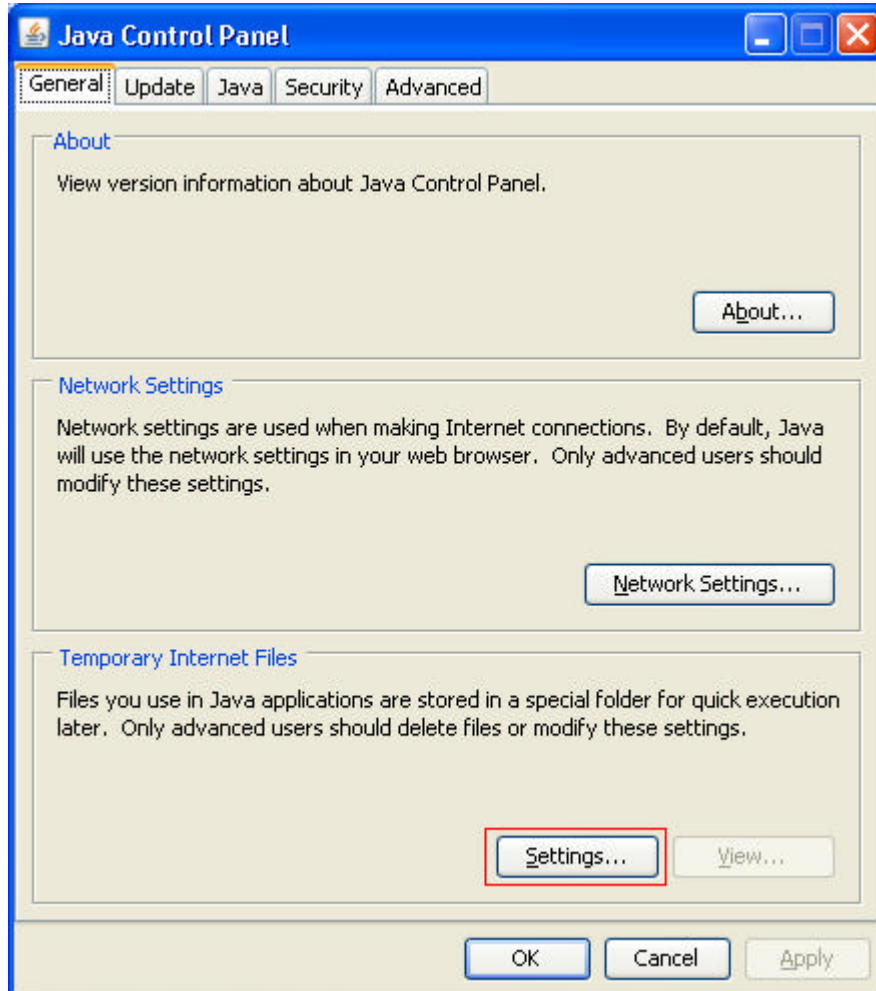 Java Control Panel
General Update Java Security Advanced
About
View version information about Java Control Panel.
About...
Network Settings
Network settings are used when making Internet connections. By default, Java
will use the network settings in your web browser. Only advanced users should
modify these settings.
Network Settings...
Temporary Internet Files
Files you use in Java applications are stored in a special folder for quick execution
later. Only advanced users should delete files or modify these settings.
Settings... View...
OK Cancel Apply